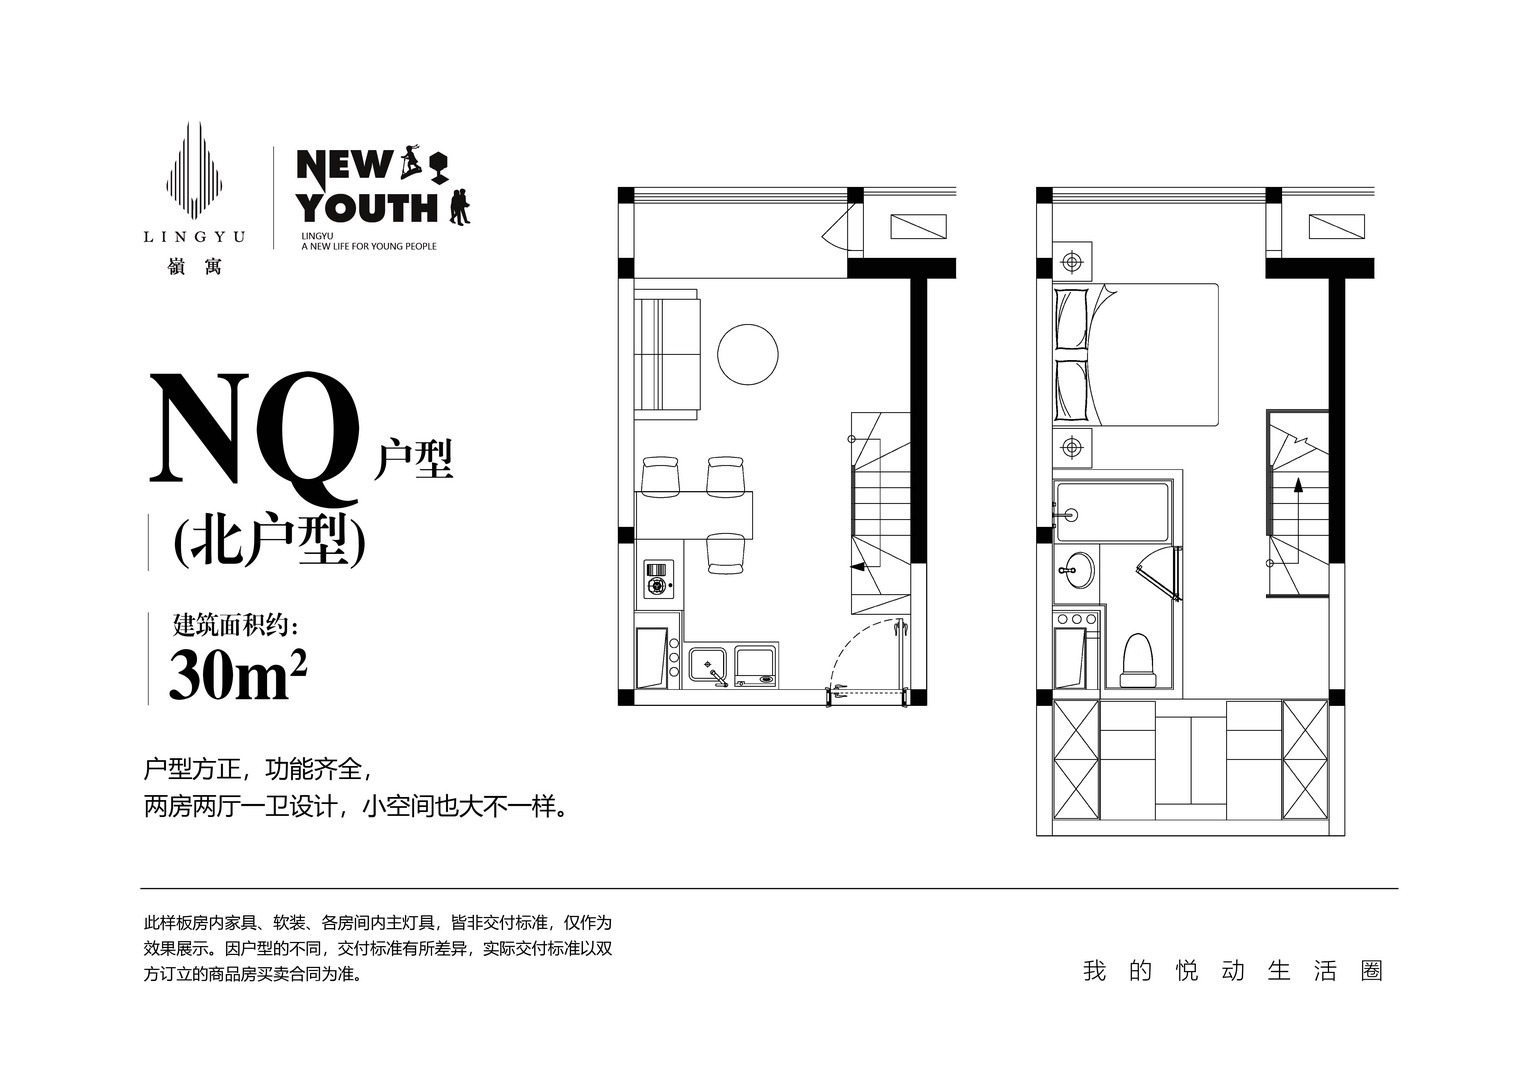 LINGYU
嶺寓
NEW
YOUTH
LINGYU
A NEW LIFE FOR YOUNG PEOPLE
NQ户型
(北户型)
建筑面积约：
30m²
户型方正，功能齐全，
两房两厅一卫设计，小空间也大不一样。
此样板房内家具、软装、各房间内主灯具，皆非交付标准，仅作为
效果展示。因户型的不同，交付标准有所差异，实际交付标准以双
方订立的商品房买卖合同为准。
我的悦动生活圈